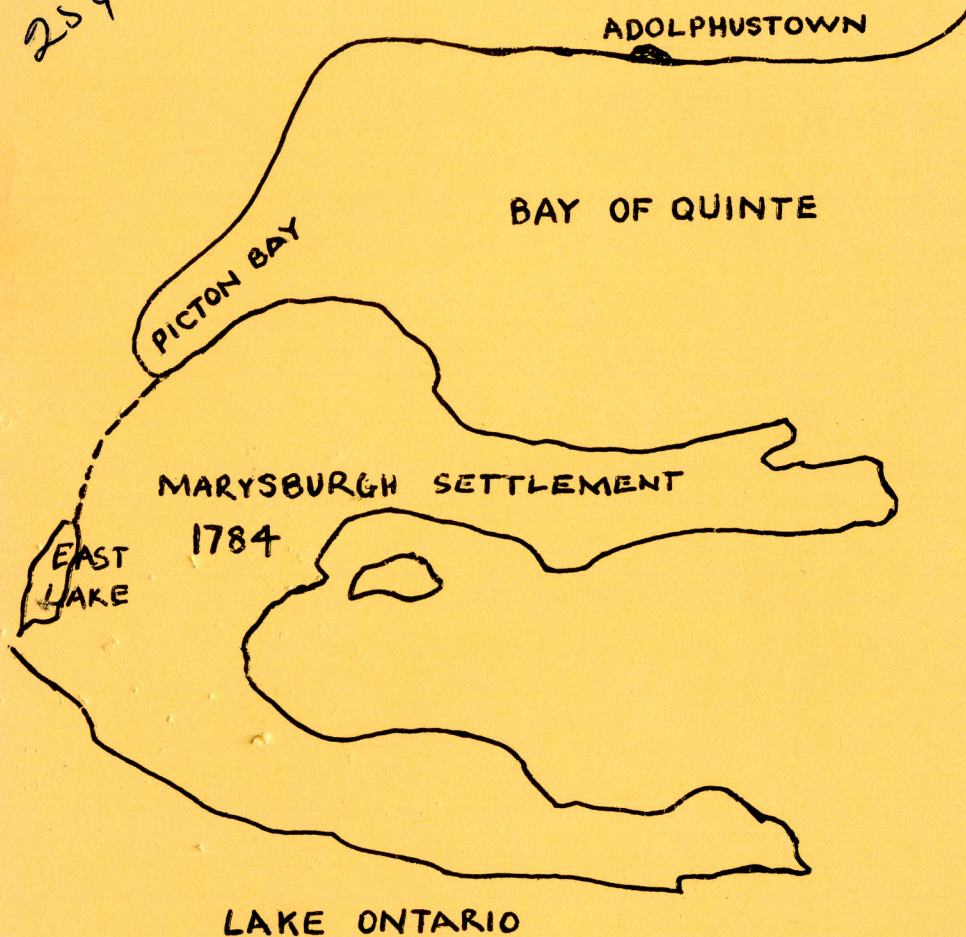 ADOLPHUSTOWN
BAY OF QUINTE
PICTON BAY
MARYSBURGH SETTLEMENT
1784
EAST
LAKE
LAKE ONTARIO